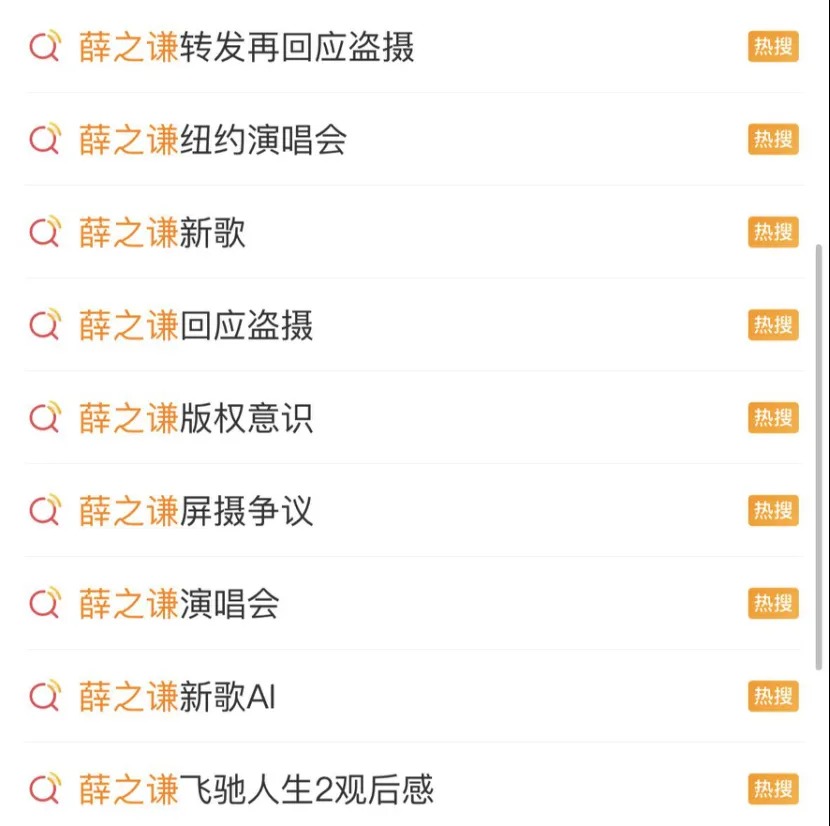 薛之谦转发再回应盗摄 热搜
薛之谦纽约演唱会 热搜
薛之谦新歌 热搜
薛之谦回应盗摄 热搜
薛之谦版权意识 热搜
薛之谦屏摄争议 热搜
薛之谦演唱会 热搜
薛之谦新歌AI 热搜
薛之谦飞驰人生2观后感 热搜